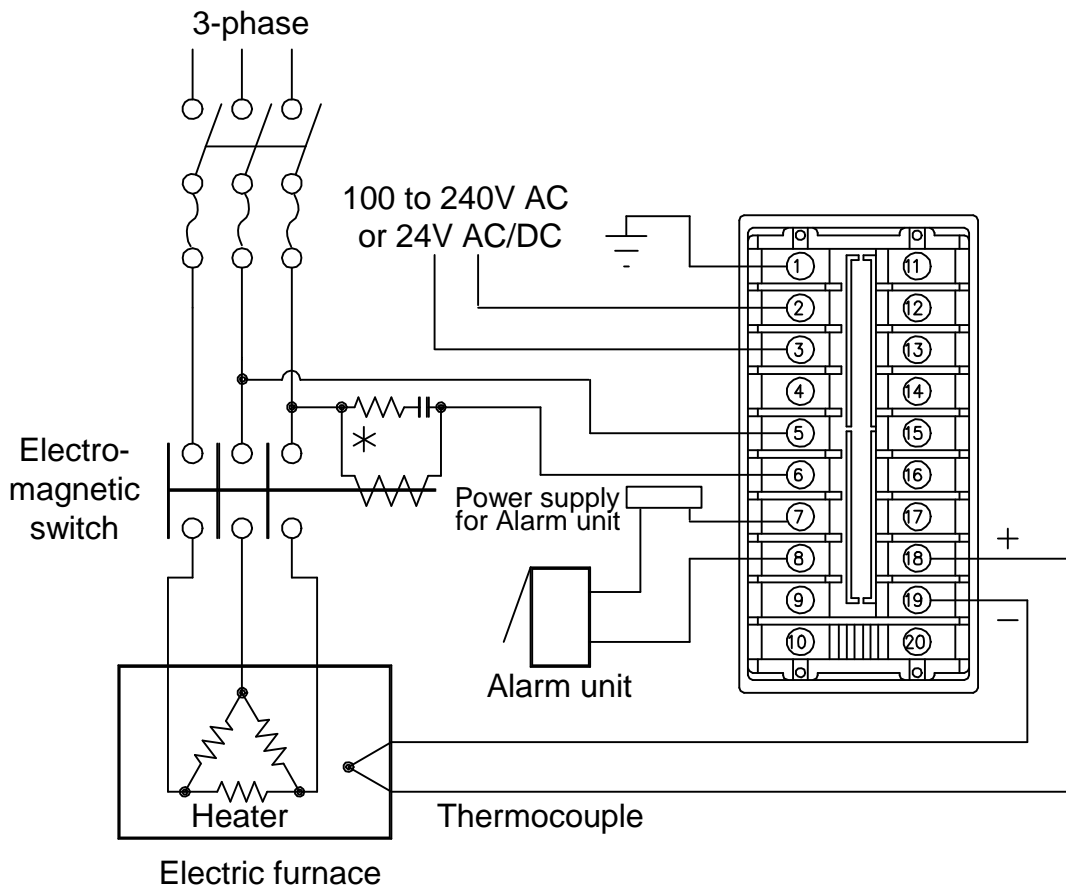 3-phase
100 to 240V AC
or 24V AC/DC
1
11
2
12
3
13
4
14
5
15
Electro-
magnetic
switch
6
16
Power supply
for Alarm unit
7
17
+
8
18
9
19
−
10
20
Alarm unit
Heater
Thermocouple
Electric furnace